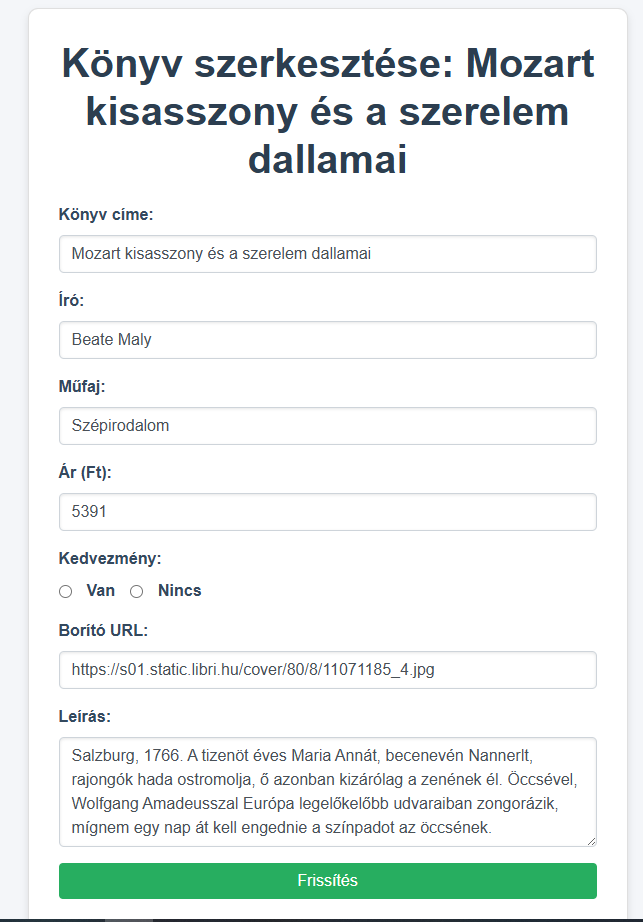 Könyv szerkesztése: Mozart
kisasszony és a szerelem
dallamai
Könyv címe:
Mozart kisasszony és a szerelem dallamai
Író:
Beate Maly
Műfaj:
Szépirodalom
Ár (Ft):
5391
Kedvezmény:
Van Nincs
Borító URL:
https://s01.static.libri.hu/cover/80/8/11071185_4.jpg
Leírás:
Salzburg, 1766. A tizenöt éves Maria Annát, becenevén Nannerlt,
rajongók hada ostromolja, ő azonban kizárólag a zenének él. Öccsével,
Wolfgang Amadeusszal Európa legelőkelőbb udvaraiban zongorázik,
mígnem egy nap át kell engednie a színpadot az öccsének.
Frissítés